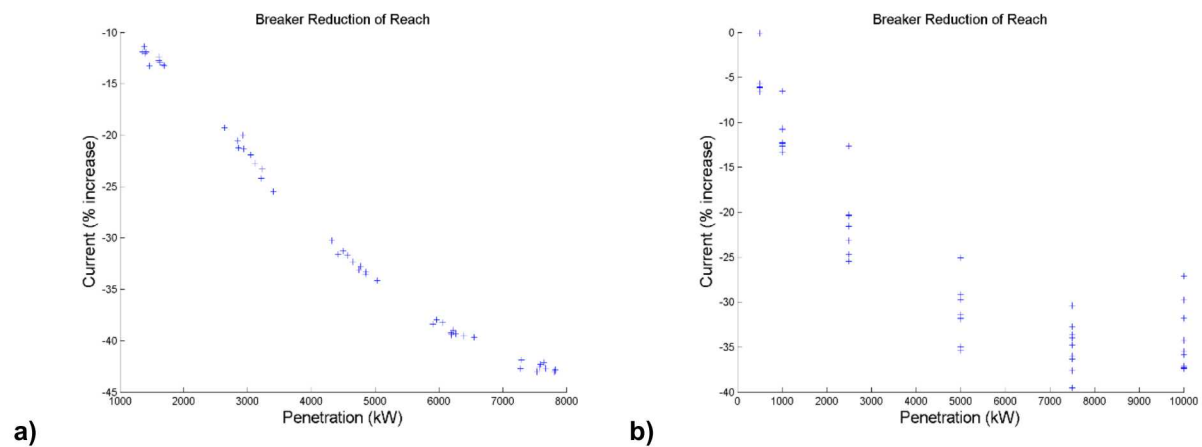 Breaker Reduction of Reach
-10
-15
-20
-25
-30
-35
-40
-45
Current (% increase)
1000 2000 3000 4000 5000 6000 7000 8000
Penetration (kW)
a)
Breaker Reduction of Reach
0
-5
-10
-15
-20
-25
-30
-35
-40
Current (% increase)
0 1000 2000 3000 4000 5000 6000 7000 8000 9000 10000
Penetration (kW)
b)